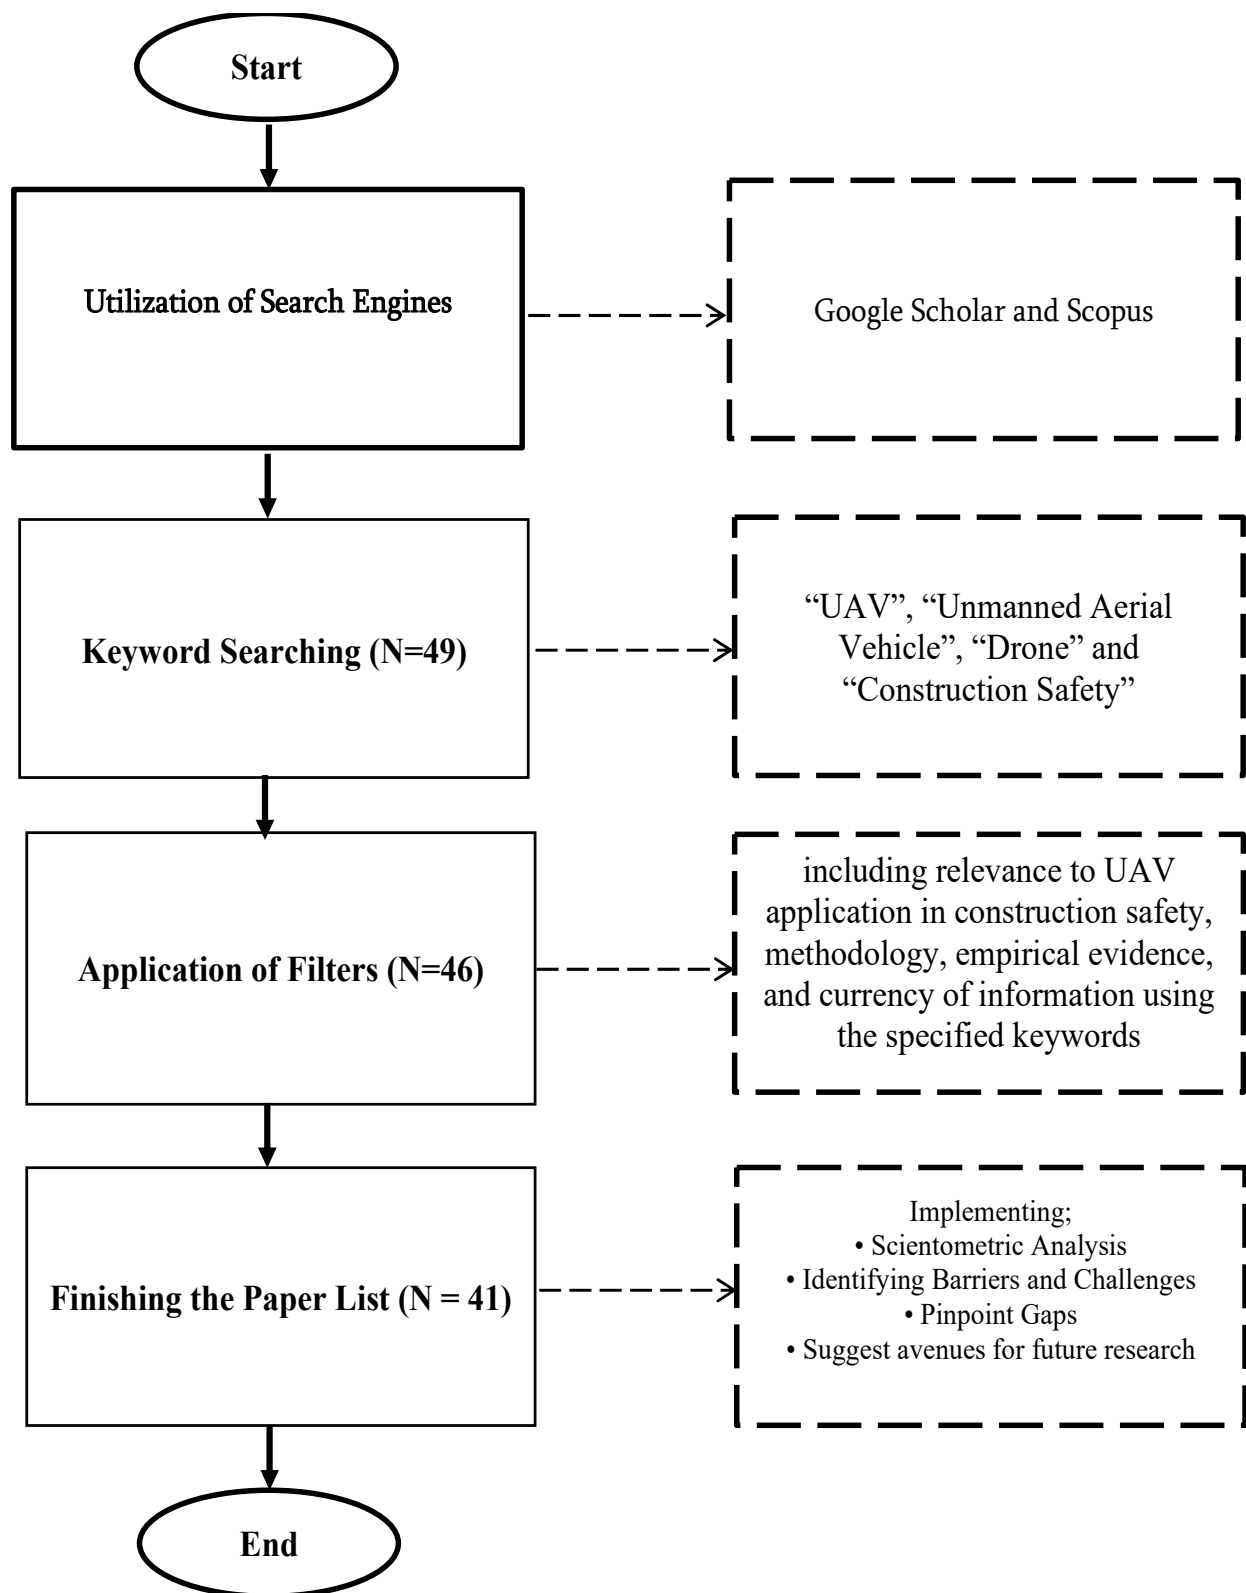 Start
Utilization of Search Engines
Google Scholar and Scopus
Keyword Searching (N=49)
“UAV”, “Unmanned Aerial
Vehicle”, “Drone” and
“Construction Safety”
Application of Filters (N=46)
including relevance to UAV
application in construction safety,
methodology, empirical evidence,
and currency of information using
the specified keywords
Finishing the Paper List (N = 41)
Implementing;
• Scientometric Analysis
• Identifying Barriers and Challenges
• Pinpoint Gaps
• Suggest avenues for future research
End